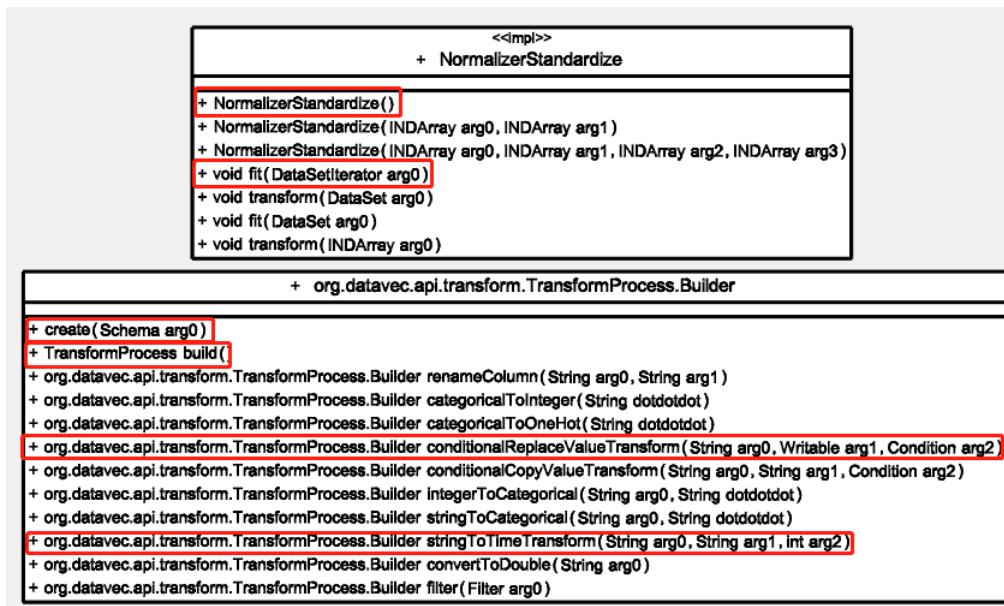 <<impl>>
+ NormalizerStandardize
+ NormalizerStandardize()
+ NormalizerStandardize(INDArray arg0, INDArray arg1)
+ NormalizerStandardize(INDArray arg0, INDArray arg1, INDArray arg2, INDArray arg3)
+ void fit(DataSetIterator arg0)
+ void transform(DataSet arg0)
+ void fit(DataSet arg0)
+ void transform(INDArray arg0)
+ org.datavec.api.transform.TransformProcess.Builder
+ create(Schema arg0)
+ TransformProcess build()
+ org.datavec.api.transform.TransformProcess.Builder renameColumn(String arg0, String arg1)
+ org.datavec.api.transform.TransformProcess.Builder categoricalToInteger(String dotdotdot)
+ org.datavec.api.transform.TransformProcess.Builder categoricalToOneHot(String dotdotdot)
+ org.datavec.api.transform.TransformProcess.Builder conditionalReplaceValueTransform(String arg0, Writable arg1, Condition arg2)
+ org.datavec.api.transform.TransformProcess.Builder conditionalCopyValueTransform(String arg0, String arg1, Condition arg2)
+ org.datavec.api.transform.TransformProcess.Builder integerToCategorical(String arg0, String dotdotdot)
+ org.datavec.api.transform.TransformProcess.Builder stringToCategorical(String arg0, String dotdotdot)
+ org.datavec.api.transform.TransformProcess.Builder stringToTimeTransform(String arg0, String arg1, int arg2)
+ org.datavec.api.transform.TransformProcess.Builder convertToDouble(String arg0)
+ org.datavec.api.transform.TransformProcess.Builder filter(Filter arg0)